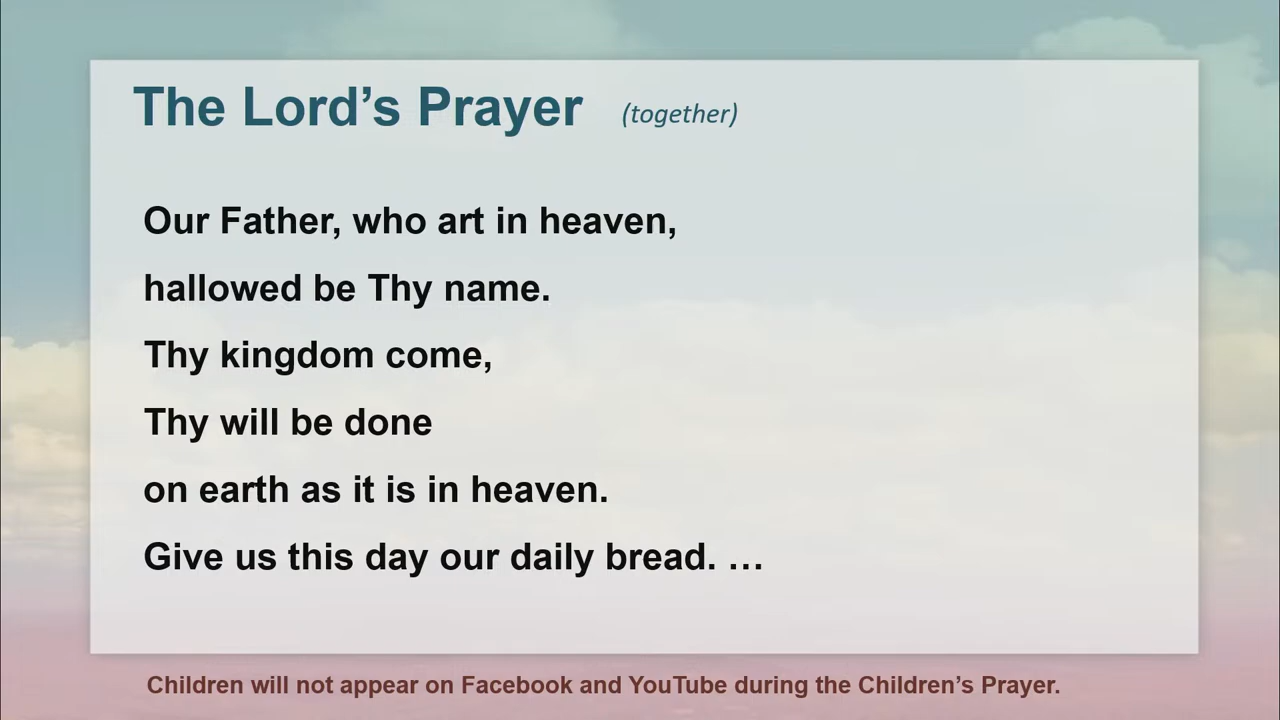 The Lord’s Prayer (together)
Our Father, who art in heaven,
hallowed be Thy name.
Thy kingdom come,
Thy will be done
on earth as it is in heaven.
Give us this day our daily bread. …
Children will not appear on Facebook and YouTube during the Children’s Prayer.